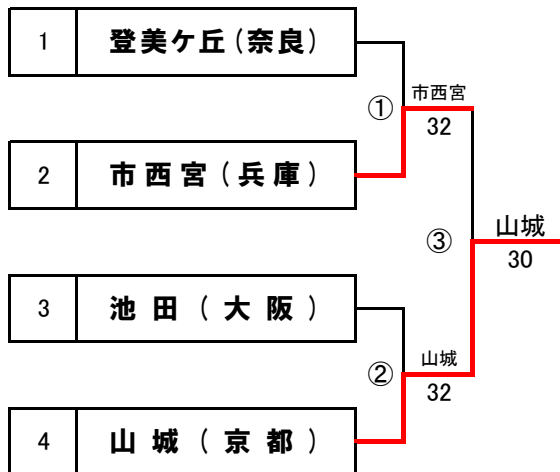 1 登美ケ丘(奈良)
① 市西宮
32
2 市西宮(兵庫)
③ 山城
30
3 池田(大阪)
② 山城
32
4 山城(京都)